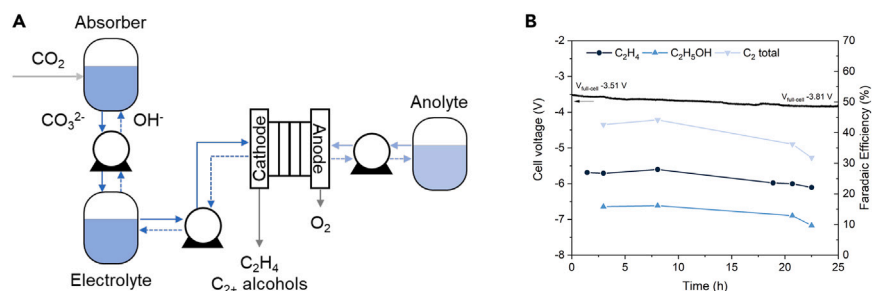 A
Absorber
CO2
CO3 2-
OH-
Electrolyte
Cathode
Anode
Anolyte
O2
C2H4
C2+ alcohols
B
C2H4
C2H5OH
C2 total
Vfull-cell -3.51 V
Vfull-cell -3.81 V
Cell voltage (V)
-2
-3
-4
-5
-6
-7
-8
Faradaic Efficiency (%)
70
60
50
40
30
20
10
0
0
5
10
15
20
25
Time (h)